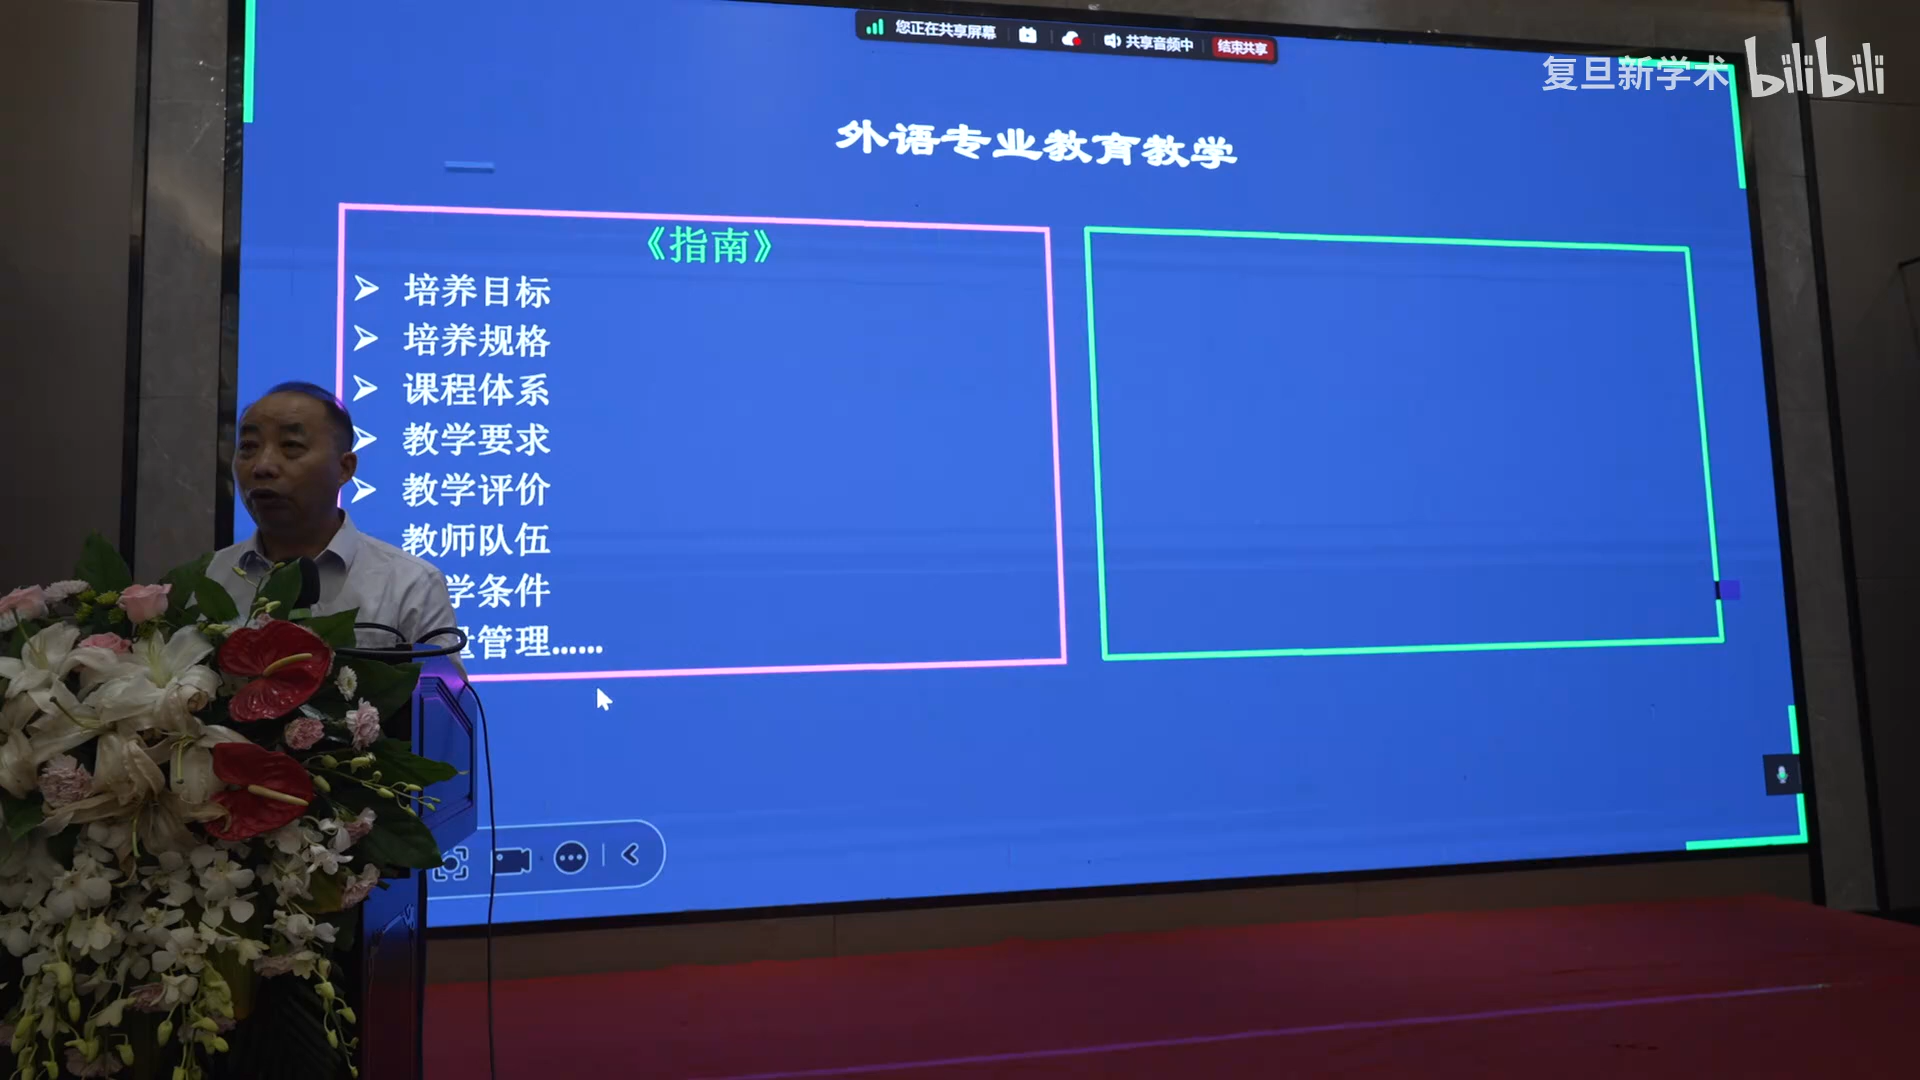 您正在共享屏幕 共享音频中 结束共享
复旦新学术 bilibili
外语专业教育教学
《指南》
培养目标
培养规格
课程体系
教学要求
教学评价
教师队伍
学条件
量管理......